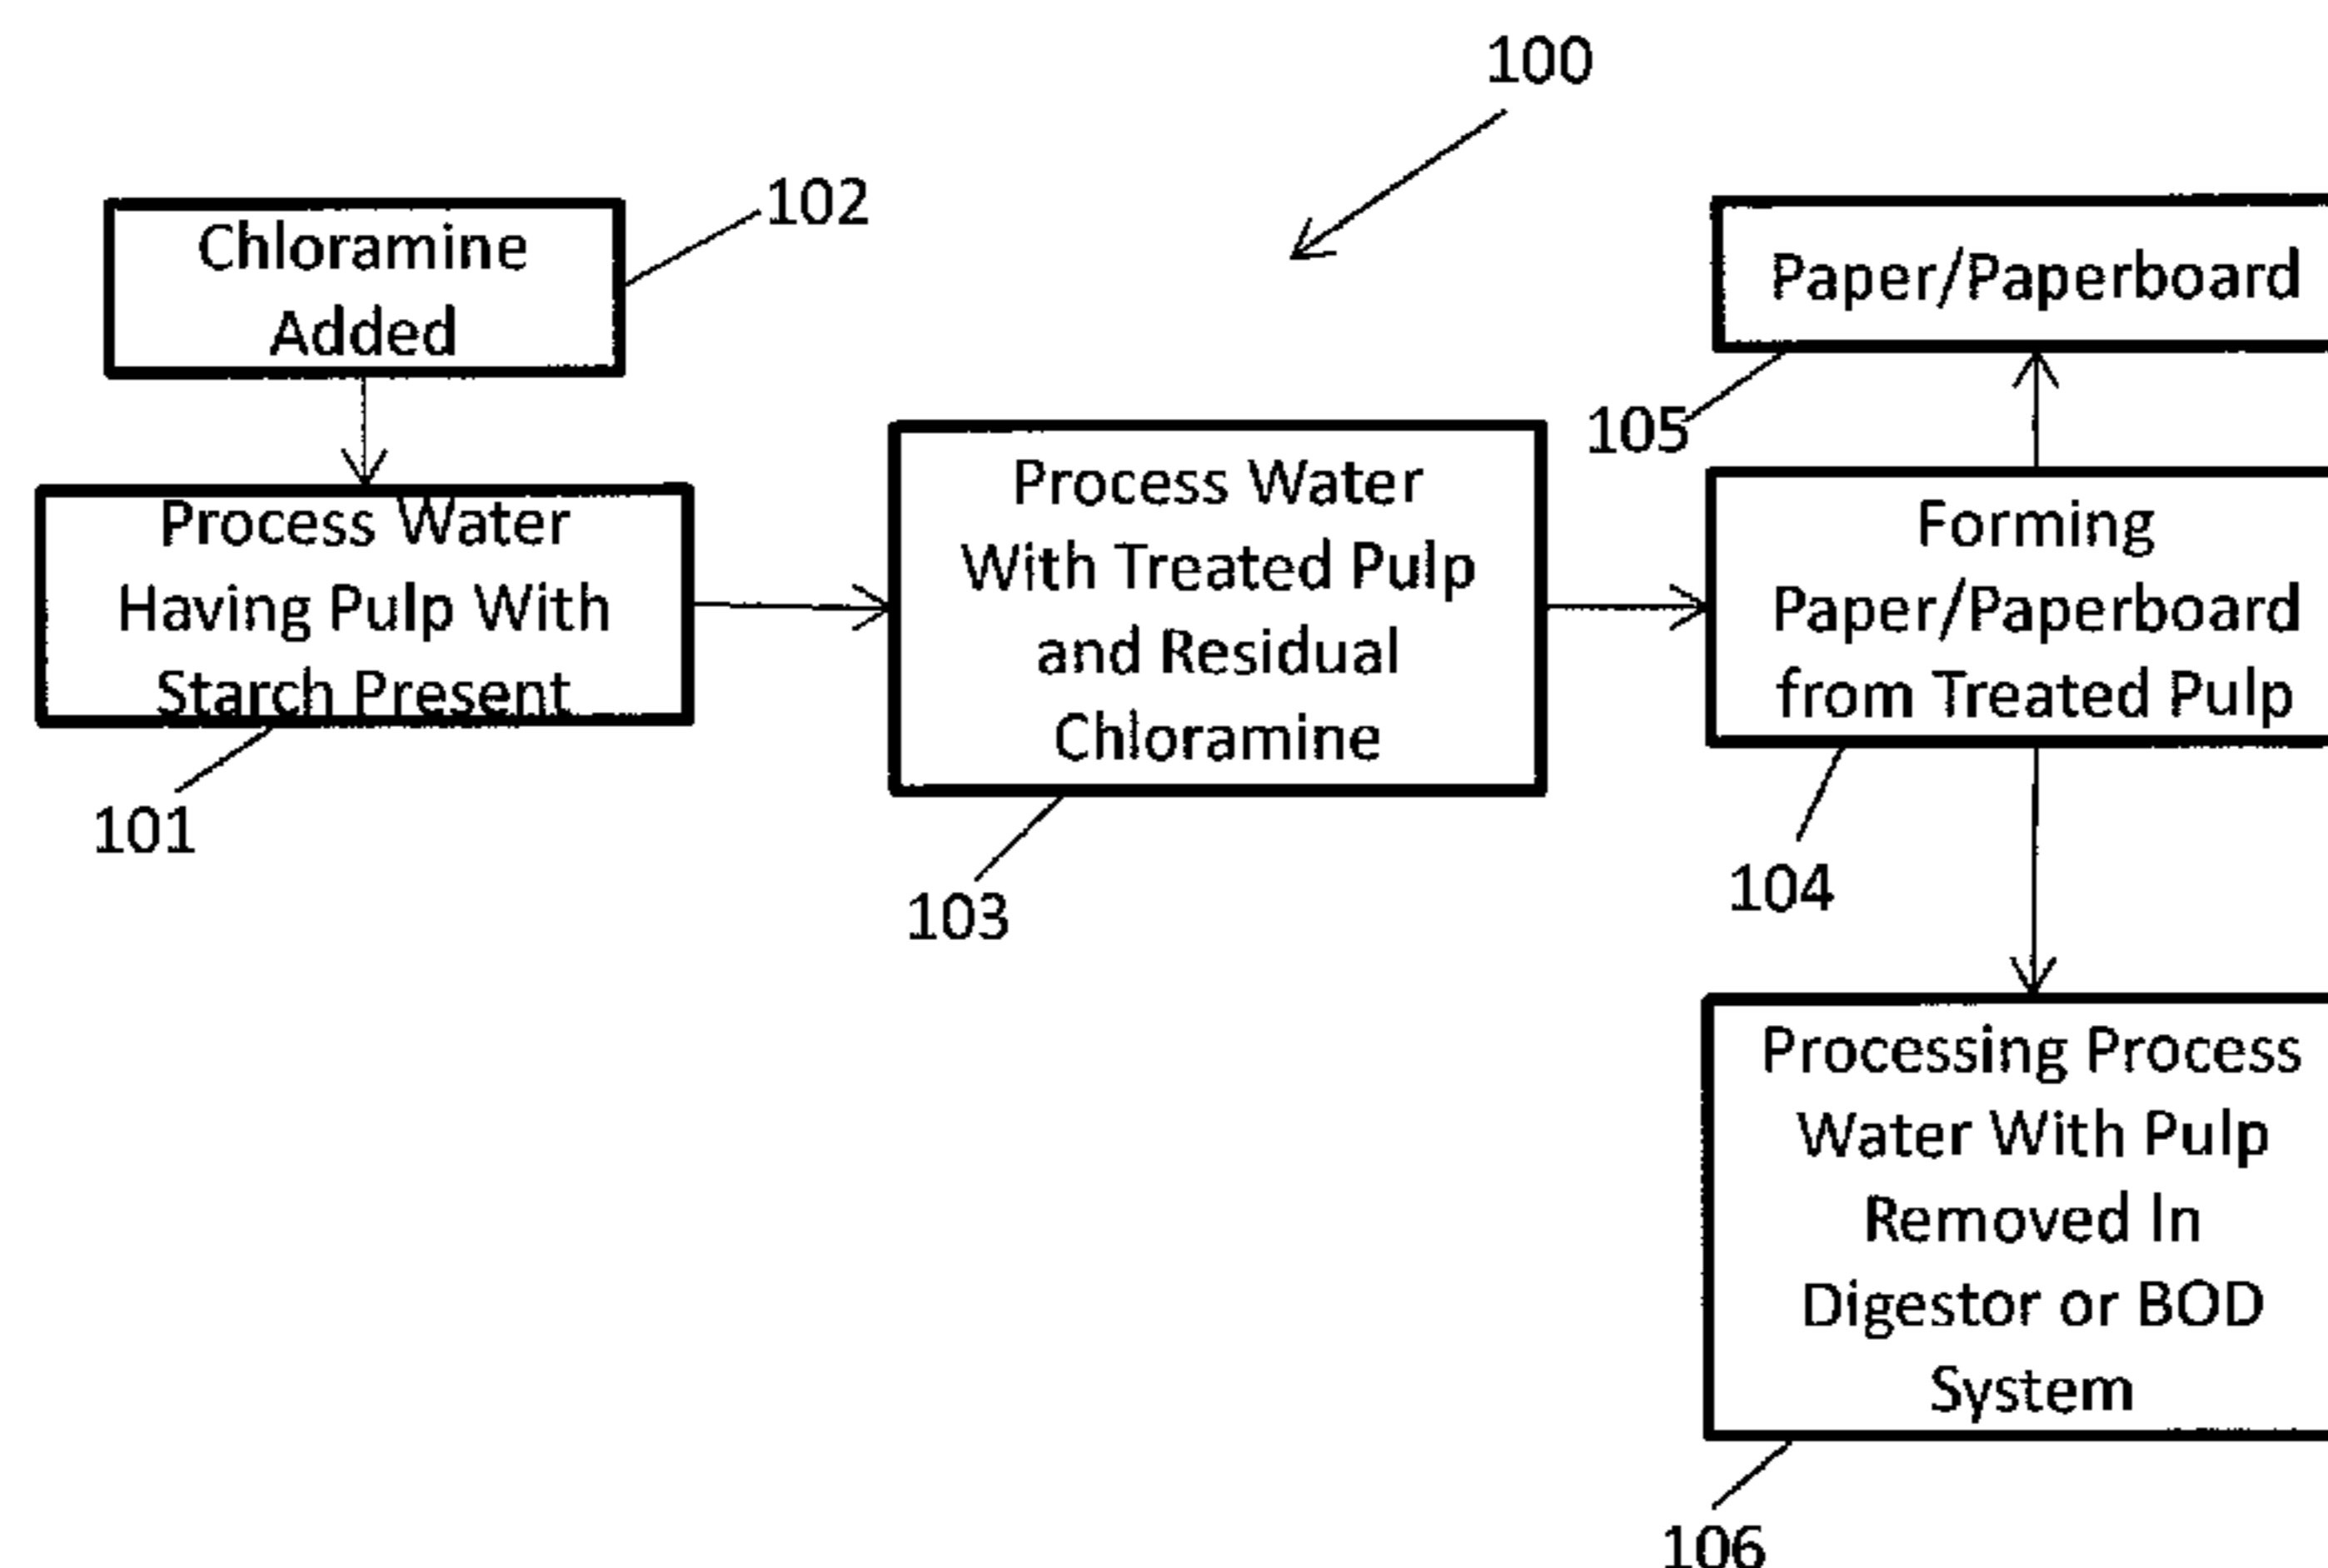 100
Chloramine
Added
102
Process Water
Having Pulp With
Starch Present
101
Process Water
With Treated Pulp
and Residual
Chloramine
103
Paper/Paperboard
105
Forming
Paper/Paperboard
from Treated Pulp
104
Processing Process
Water With Pulp
Removed In
Digestor or BOD
System
106